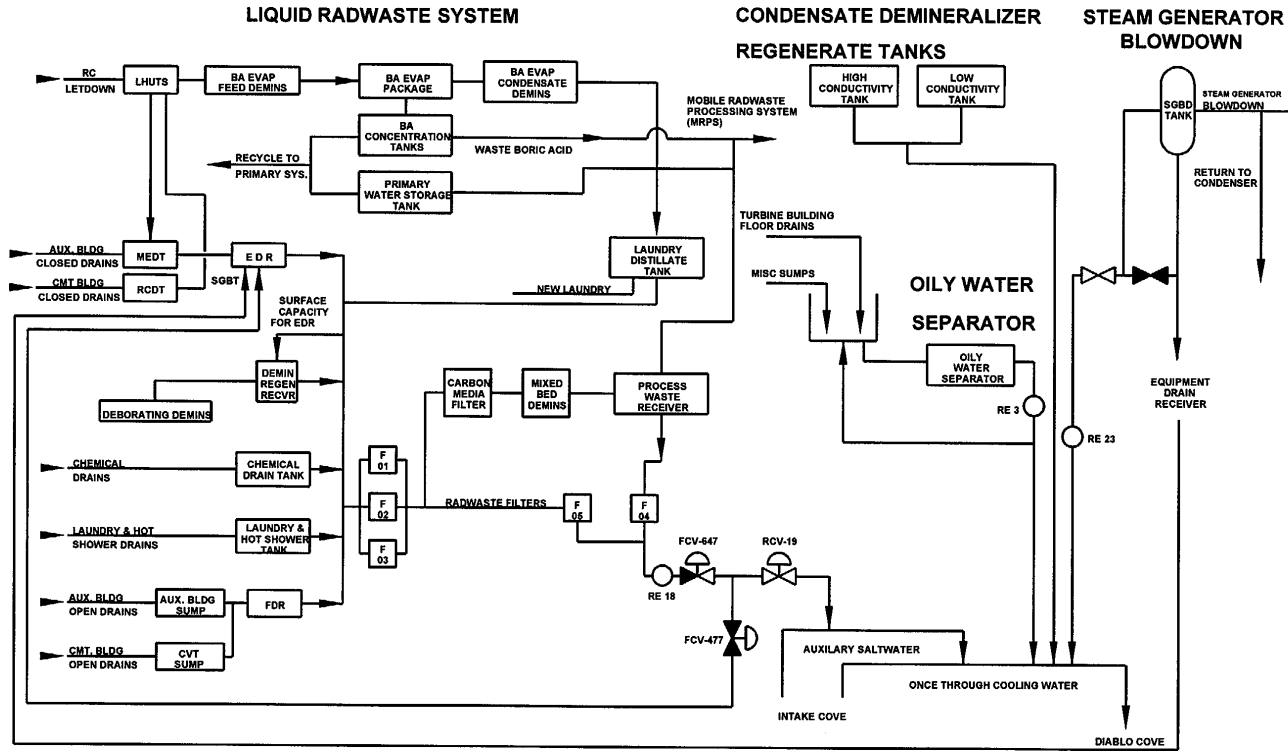 LIQUID RADWASTE SYSTEM
CONDENSATE DEMINERALIZER
REGENERATE TANKS
STEAM GENERATOR
BLOWDOWN
RC
LETDOWN
LHUTS
BA EVAP
FEED DEMINS
BA EVAP
PACKAGE
BA EVAP
CONDENSATE
DEMINS
MOBILE RADWASTE
PROCESSING SYSTEM
(MRPS)
HIGH
CONDUCTIVITY
TANK
LOW
CONDUCTIVITY
TANK
SGBD
TANK
STEAM GENERATOR
BLOWDOWN
BA
CONCENTRATION
TANKS
WASTE BORIC ACID
RECYCLE TO
PRIMARY SYS.
PRIMARY
WATER STORAGE
TANK
RETURN TO
CONDENSER
TURBINE BUILDING
FLOOR DRAINS
AUX. BLDG
CLOSED DRAINS
MEDT
E D R
LAUNDRY
DISTILLATE
TANK
MISC SUMPS
CMT BLDG
CLOSED DRAINS
RCDT
SGBT
NEW LAUNDRY
OILY WATER
SEPARATOR
SURFACE
CAPACITY
FOR EDR
DEMIN
REGEN
RECVR
DEBORATING DEMINS
CARBON
MEDIA
FILTER
MIXED
BED
DEMINS
PROCESS
WASTE
RECEIVER
OILY
WATER
SEPARATOR
RE 3
EQUIPMENT
DRAIN
RECEIVER
RE 23
CHEMICAL
DRAINS
CHEMICAL
DRAIN TANK
F
01
F
02
F
03
RADWASTE FILTERS
F
05
F
04
LAUNDRY & HOT
SHOWER DRAINS
LAUNDRY &
HOT SHOWER
TANK
FCV-647
RCV-19
RE 18
AUX. BLDG
OPEN DRAINS
AUX. BLDG
SUMP
FDR
FCV-477
CMT. BLDG
OPEN DRAINS
CVT
SUMP
AUXILARY SALTWATER
ONCE THROUGH COOLING WATER
INTAKE COVE
DIABLO COVE